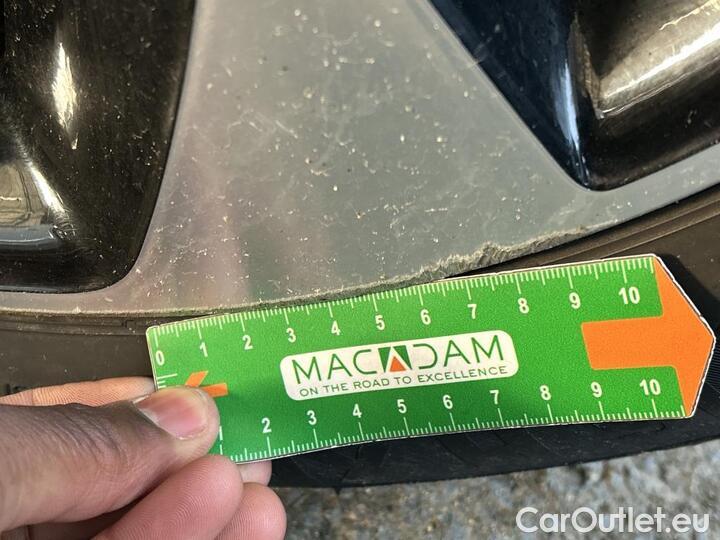 0 1 2 3 4 5 6 7 8 9 10
MACADAM
ON THE ROAD TO EXCELLENCE
1 2 3 4 5 6 7 8 9 10
CarOutlet.eu